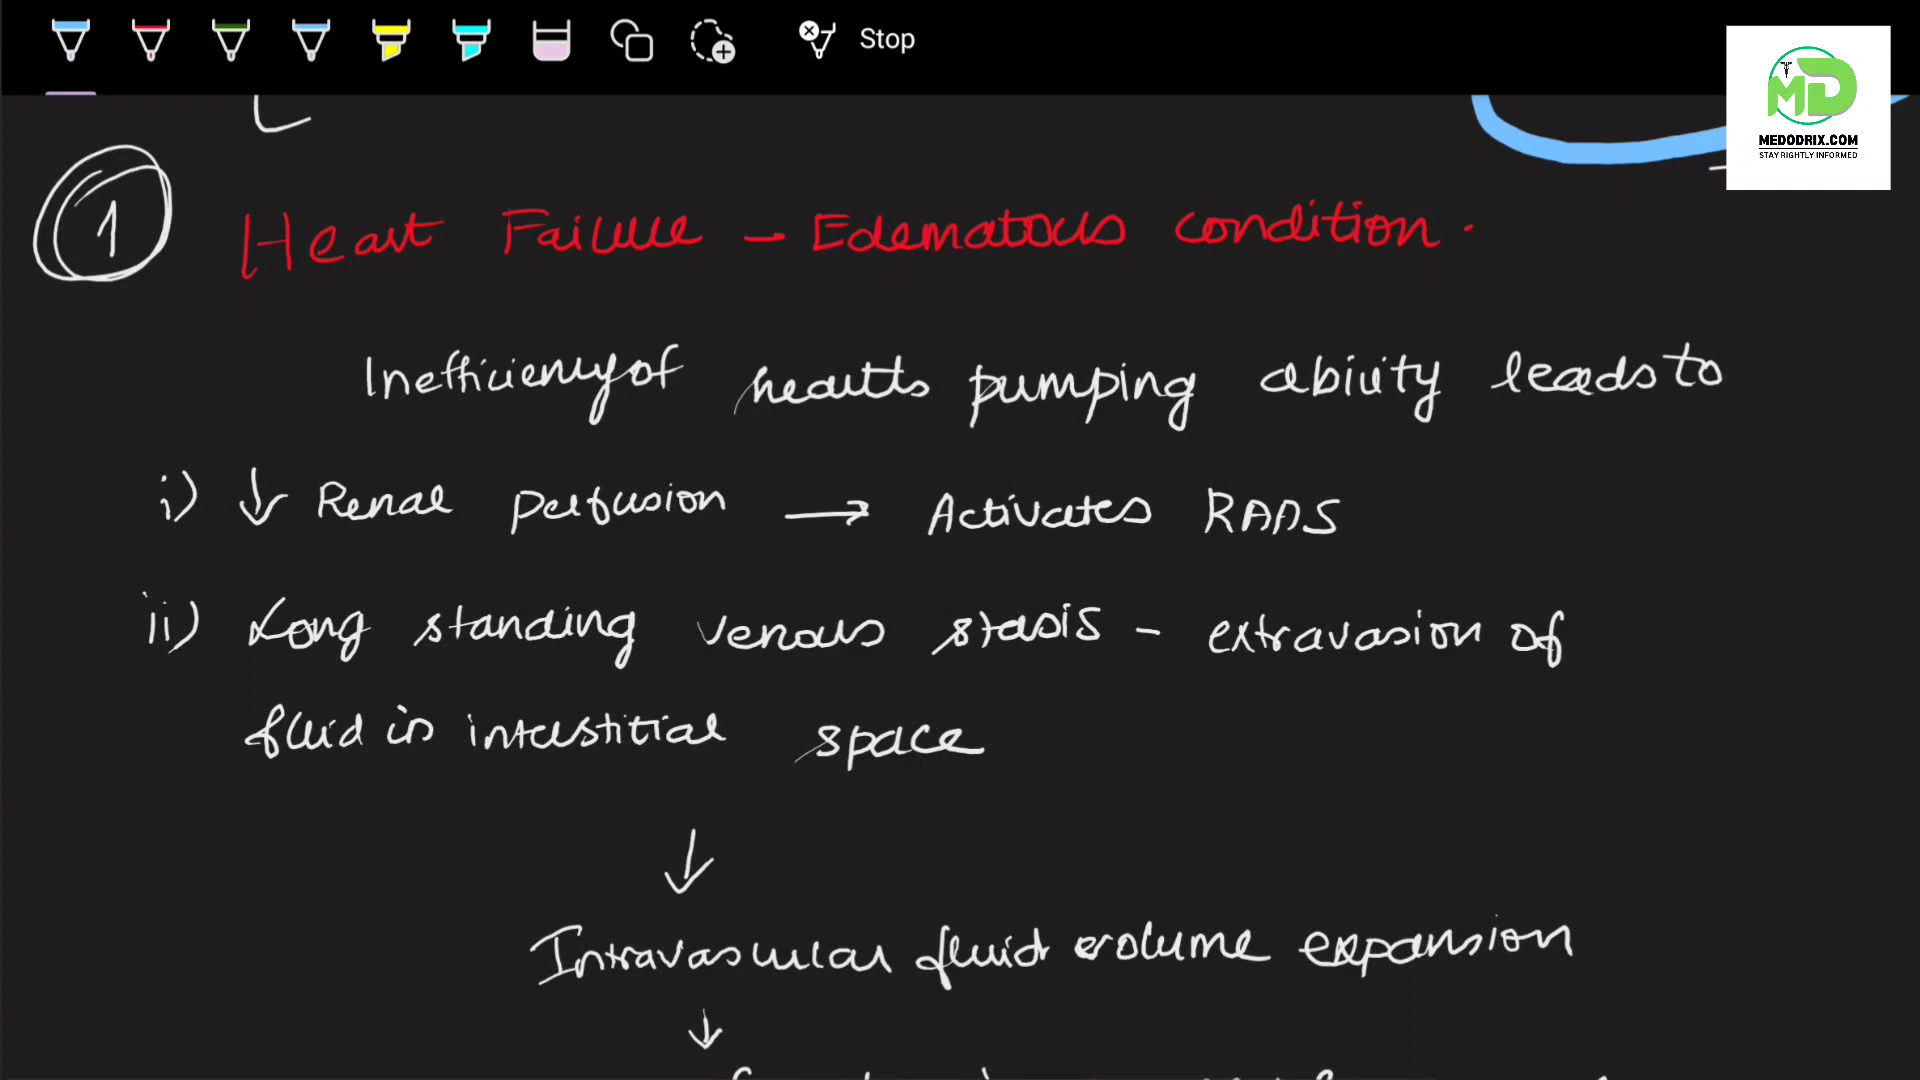 Stop
MEDODRIX.COM
STAY RIGHTLY INFORMED
1 Heart Failure - Edematous condition.
Inefficiency of hearts pumping ability leads to
i) ↓ Renal Perfusion → Activates RAAS
ii) Long standing venous stasis - extravasion of
fluid in interstitial space
↓
Intravascular fluid volume expansion
↓